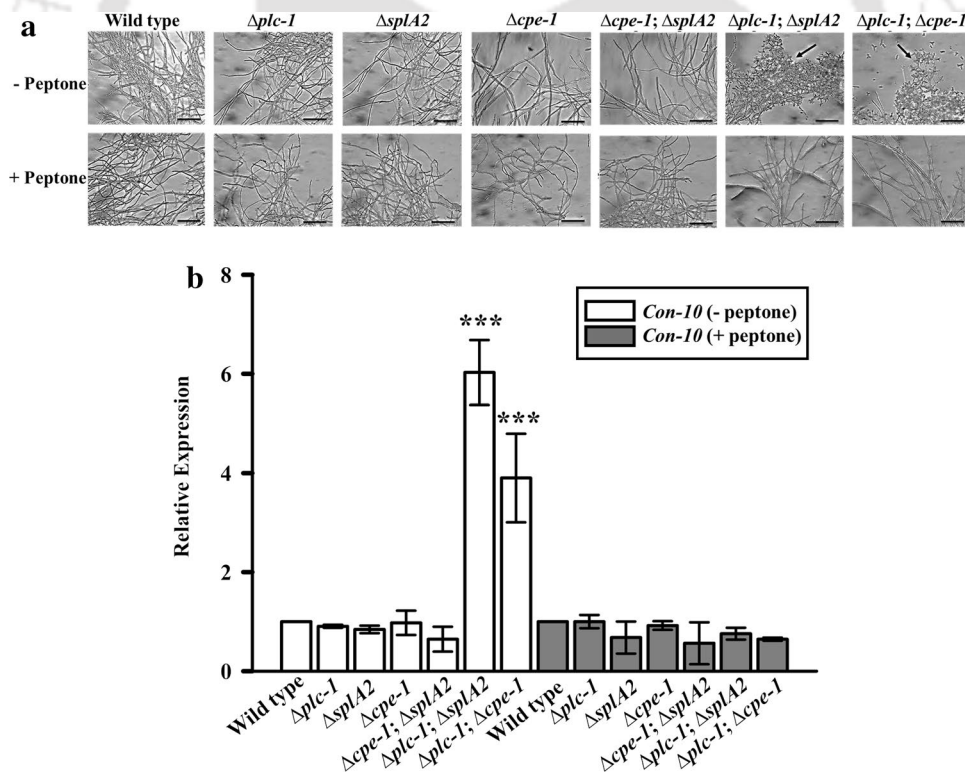 a
Wild type Δplc-1 ΔsplA2 Δcpe-1 Δcpe-1; ΔsplA2 Δplc-1; ΔsplA2 Δplc-1; Δcpe-1
- Peptone
+ Peptone
b
8
6
4
2
0
Relative Expression
Con-10 (- peptone)
Con-10 (+ peptone)
***
***
Wild type
Δplc-1
ΔsplA2
Δcpe-1
Δcpe-1; ΔsplA2
Δplc-1; ΔsplA2
Δplc-1; Δcpe-1
Wild type
Δplc-1
ΔsplA2
Δcpe-1
Δcpe-1; ΔsplA2
Δplc-1; ΔsplA2
Δplc-1; Δcpe-1